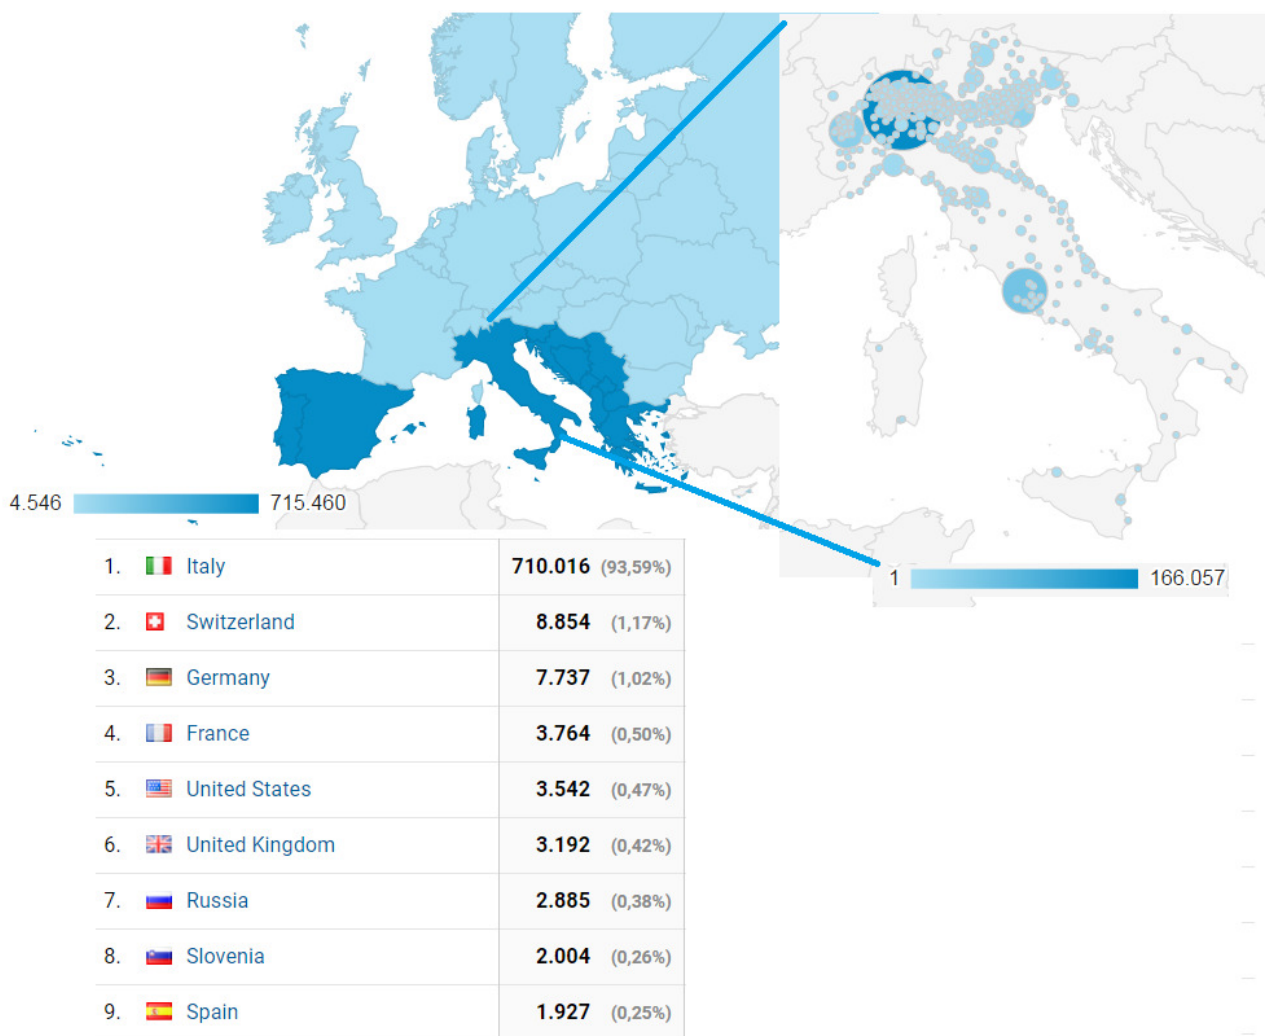 4.546 715.460
1 166.057
1. Italy 710.016 (93,59%)
2. Switzerland 8.854 (1,17%)
3. Germany 7.737 (1,02%)
4. France 3.764 (0,50%)
5. United States 3.542 (0,47%)
6. United Kingdom 3.192 (0,42%)
7. Russia 2.885 (0,38%)
8. Slovenia 2.004 (0,26%)
9. Spain 1.927 (0,25%)